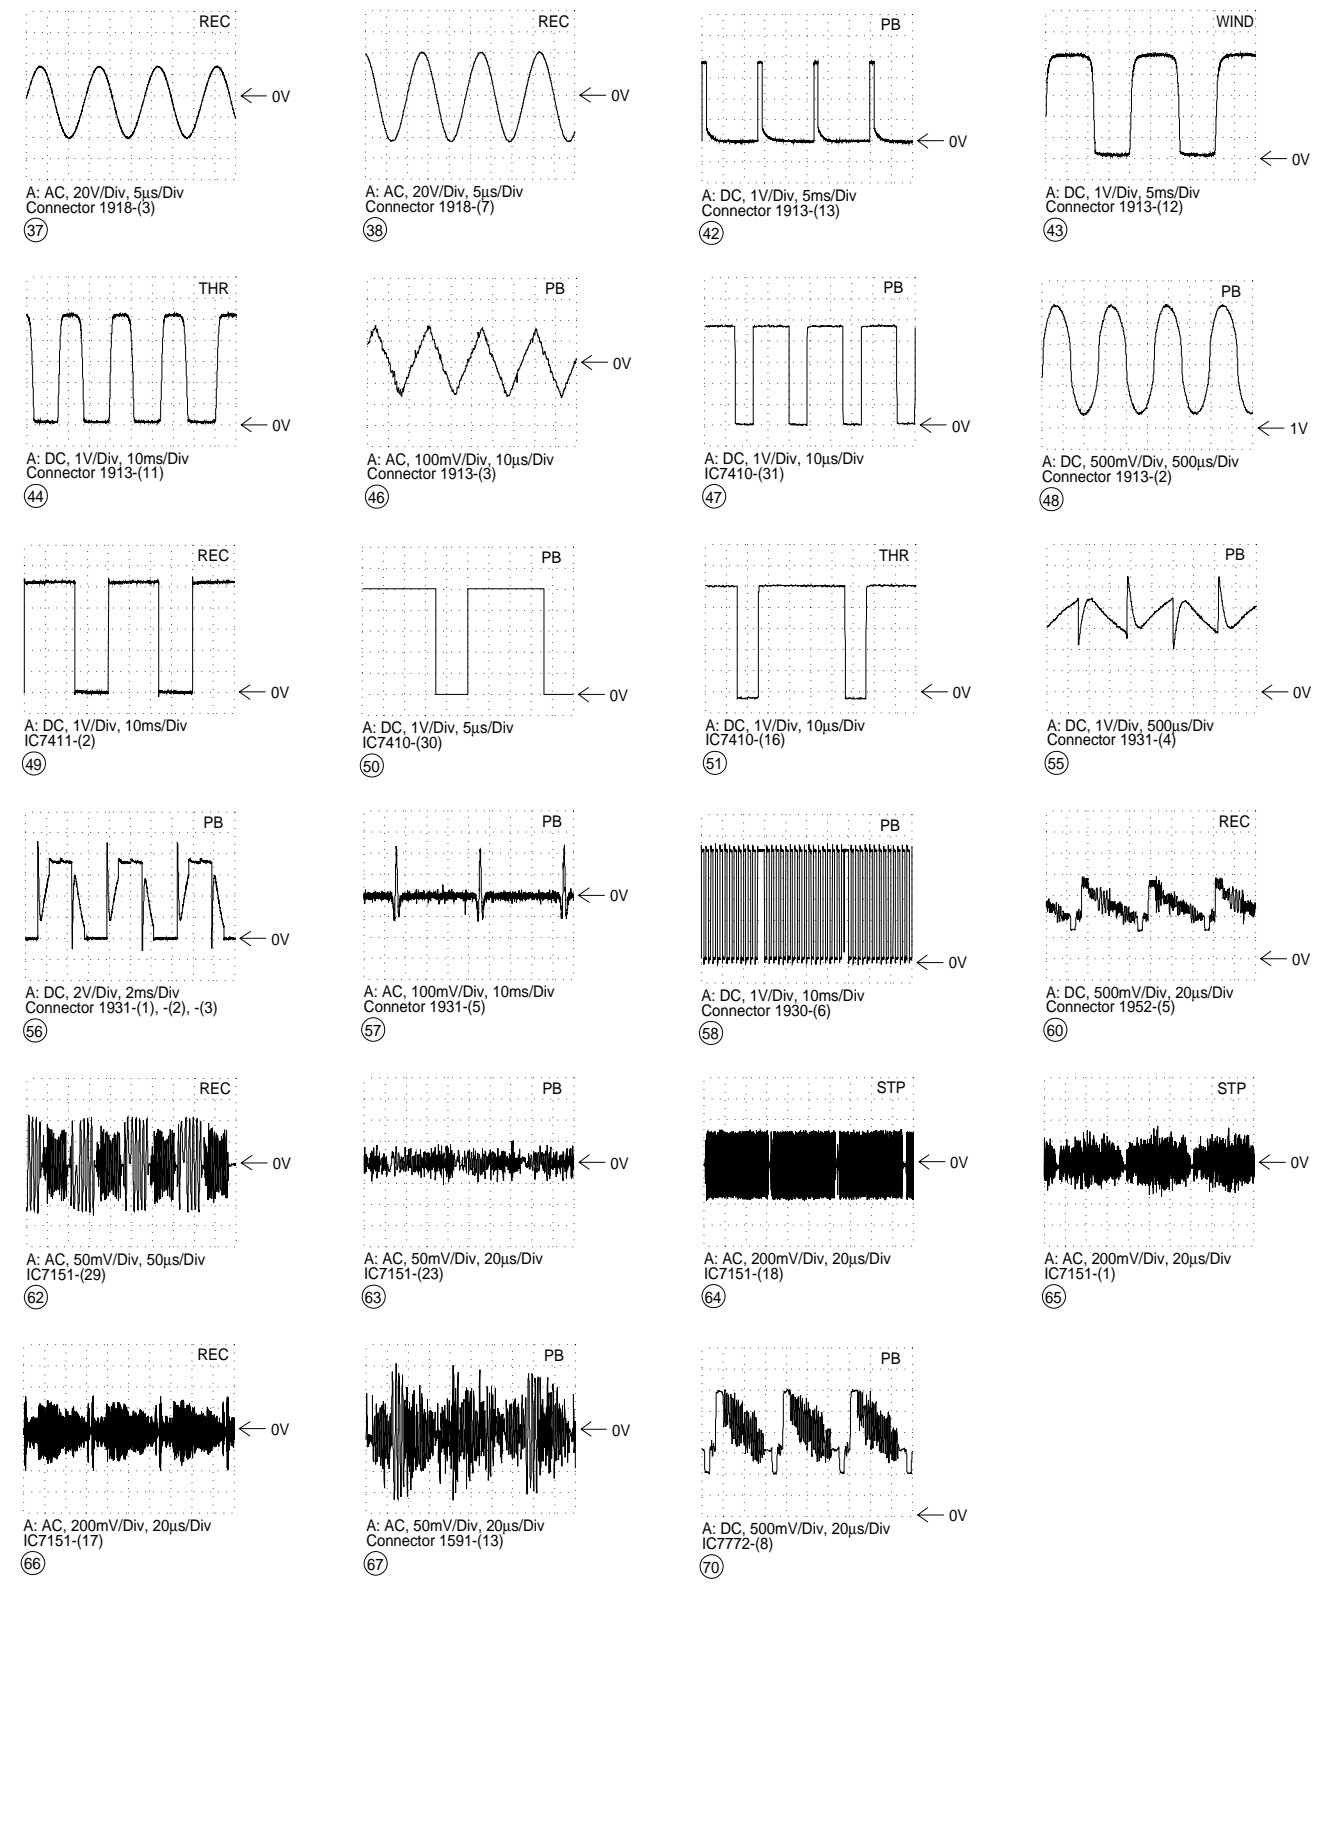 REC
0V
A: AC, 20V/Div, 5µs/Div
Connector 1918-(3)
37
REC
0V
A: AC, 20V/Div, 5µs/Div
Connector 1918-(7)
38
PB
0V
A: DC, 1V/Div, 5ms/Div
Connector 1913-(13)
42
WIND
0V
A: DC, 1V/Div, 5ms/Div
Connector 1913-(12)
43
THR
0V
A: DC, 1V/Div, 10ms/Div
Connector 1913-(11)
44
PB
0V
A: AC, 100mV/Div, 10µs/Div
Connector 1913-(3)
46
PB
0V
A: DC, 1V/Div, 10µs/Div
IC7410-(31)
47
PB
1V
A: DC, 500mV/Div, 500µs/Div
Connector 1913-(2)
48
REC
0V
A: DC, 1V/Div, 10ms/Div
IC7411-(2)
49
PB
0V
A: DC, 1V/Div, 5µs/Div
IC7410-(30)
50
THR
0V
A: DC, 1V/Div, 10µs/Div
IC7410-(16)
51
PB
0V
A: DC, 1V/Div, 500µs/Div
Connector 1931-(4)
55
PB
0V
A: DC, 2V/Div, 2ms/Div
Connector 1931-(1), -(2), -(3)
56
PB
0V
A: AC, 100mV/Div, 10ms/Div
Connetor 1931-(5)
57
PB
0V
A: DC, 1V/Div, 10ms/Div
Connector 1930-(6)
58
REC
0V
A: DC, 500mV/Div, 20µs/Div
Connector 1952-(5)
60
REC
0V
A: AC, 50mV/Div, 50µs/Div
IC7151-(29)
62
PB
0V
A: AC, 50mV/Div, 20µs/Div
IC7151-(23)
63
STP
0V
A: AC, 200mV/Div, 20µs/Div
IC7151-(18)
64
STP
0V
A: AC, 200mV/Div, 20µs/Div
IC7151-(1)
65
REC
0V
A: AC, 200mV/Div, 20µs/Div
IC7151-(17)
66
PB
0V
A: AC, 50mV/Div, 20µs/Div
Connector 1591-(13)
67
PB
0V
A: DC, 500mV/Div, 20µs/Div
IC7772-(8)
70